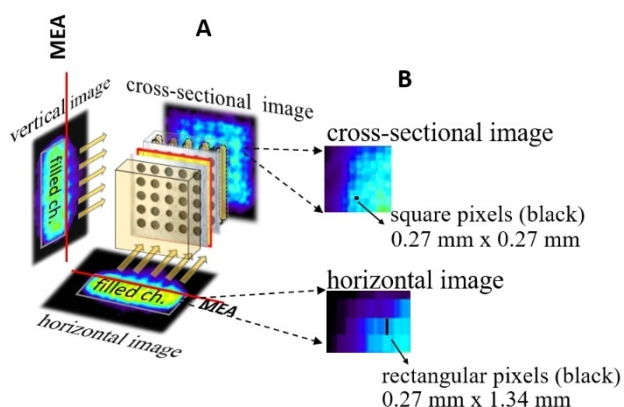 MEA
A
B
vertical image
cross-sectional image
filled ch.
cross-sectional image
square pixels (black)
0.27 mm x 0.27 mm
horizontal image
filled ch.
MEA
horizontal image
rectangular pixels (black)
0.27 mm x 1.34 mm